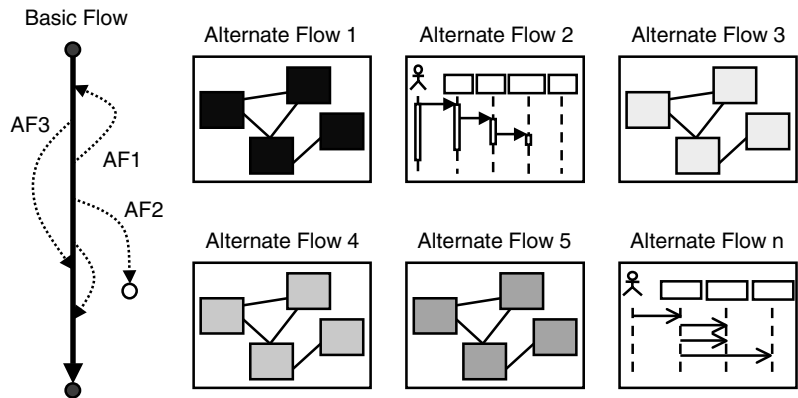 Basic Flow
AF3
AF1
AF2
Alternate Flow 1
Alternate Flow 2
Alternate Flow 3
Alternate Flow 4
Alternate Flow 5
Alternate Flow n